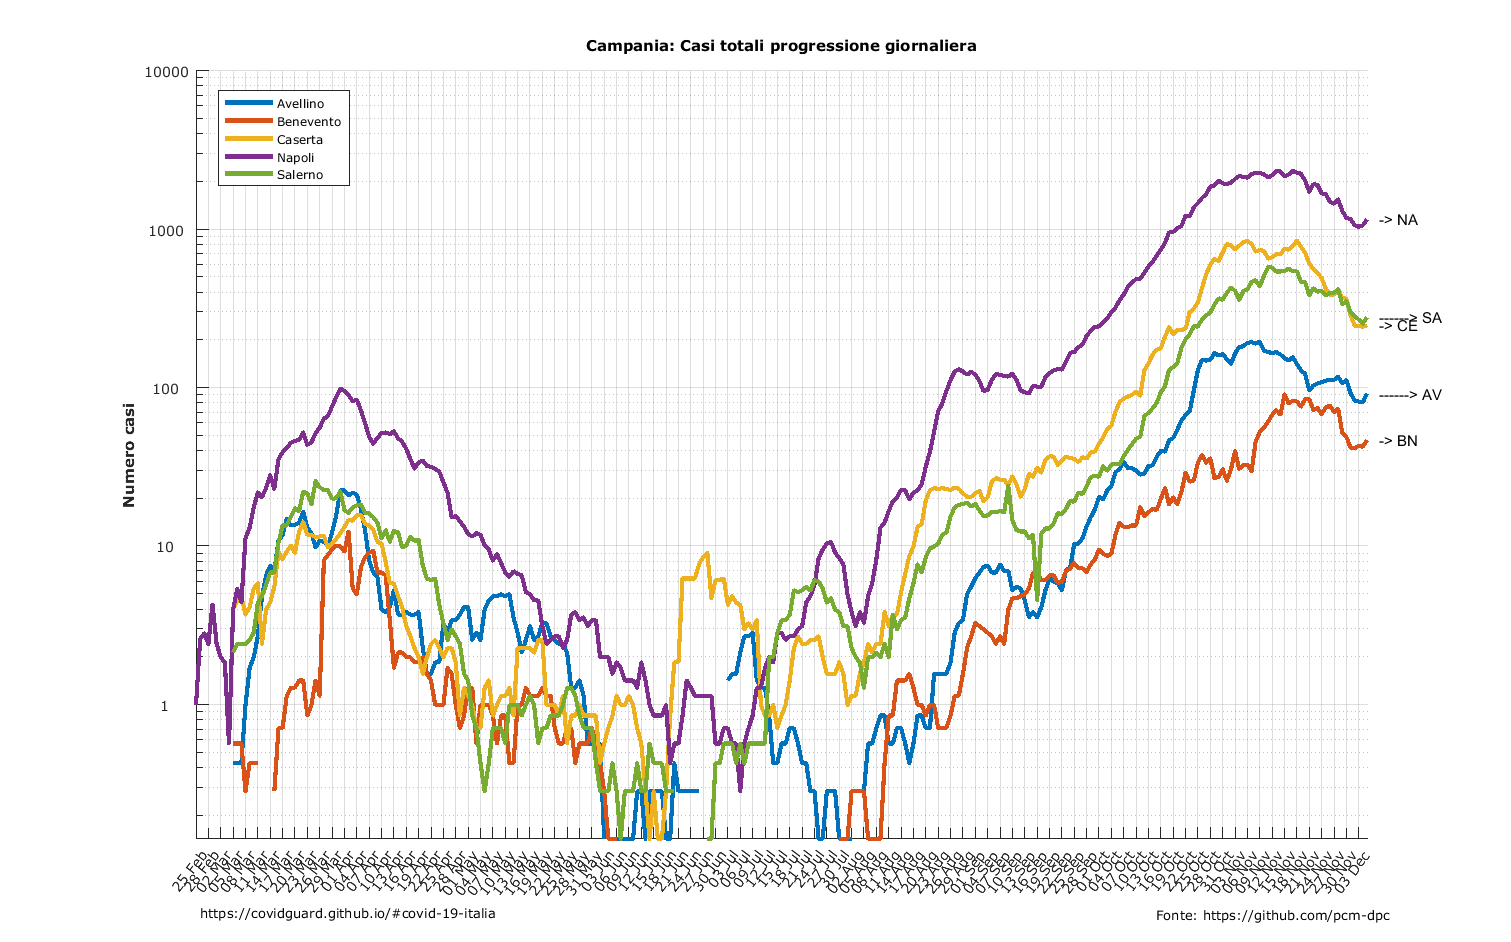 Campania: Casi totali progressione giornaliera
10000
1000
100
10
1
Numero casi
Avellino
Benevento
Caserta
Napoli
Salerno
-> NA
------> SA
-> CE
------> AV
-> BN
25 Feb
28 Feb
02 Mar
05 Mar
08 Mar
11 Mar
14 Mar
17 Mar
20 Mar
23 Mar
26 Mar
29 Mar
01 Apr
04 Apr
07 Apr
10 Apr
13 Apr
16 Apr
19 Apr
22 Apr
25 Apr
28 Apr
01 May
04 May
07 May
10 May
13 May
16 May
19 May
22 May
25 May
28 May
31 May
03 Jun
06 Jun
09 Jun
12 Jun
15 Jun
18 Jun
21 Jun
24 Jun
27 Jun
30 Jun
03 Jul
06 Jul
09 Jul
12 Jul
15 Jul
18 Jul
21 Jul
24 Jul
27 Jul
30 Jul
02 Aug
05 Aug
08 Aug
11 Aug
14 Aug
17 Aug
20 Aug
23 Aug
26 Aug
29 Aug
01 Sep
04 Sep
07 Sep
10 Sep
13 Sep
16 Sep
19 Sep
22 Sep
25 Sep
28 Sep
01 Oct
04 Oct
07 Oct
10 Oct
13 Oct
16 Oct
19 Oct
22 Oct
25 Oct
28 Oct
31 Oct
03 Nov
06 Nov
09 Nov
12 Nov
15 Nov
18 Nov
21 Nov
24 Nov
27 Nov
30 Nov
03 Dec
https://covidguard.github.io/#covid-19-italia
Fonte: https://github.com/pcm-dpc